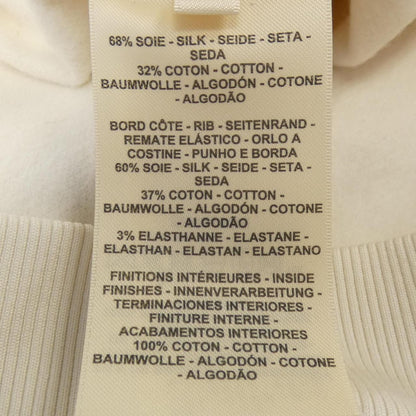 68% SOIE - SILK - SEIDE - SETA -
SEDA
32% COTON - COTTON -
BAUMWOLLE - ALGODÓN - COTONE
- ALGODÃO
BORD CÔTE - RIB - SEITENRAND -
REMATE ELÁSTICO - ORLO A
COSTINE - PUNHO E BORDA
60% SOIE - SILK - SEIDE - SETA -
SEDA
37% COTON - COTTON -
BAUMWOLLE - ALGODÓN - COTONE
- ALGODÃO
3% ELASTHANNE - ELASTANE -
ELASTHAN - ELASTAN - ELASTANO
FINITIONS INTÉRIEURES - INSIDE
FINISHES - INNENVERARBEITUNG -
TERMINACIONES INTERIORES -
FINITURE INTERNE -
ACABAMENTOS INTERIORES
100% COTON - COTTON -
BAUMWOLLE - ALGODÓN - COTONE
- ALGODÃO